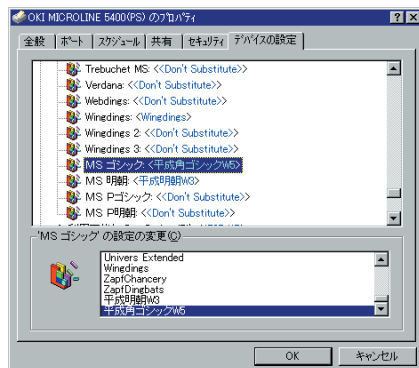 OKI MICROLINE 5400(PS) のプロパティ
全般 ポート スケジュール 共有 セキュリティ デバイスの設定
Trebuchet MS: <<Don't Substitute>>
Verdana: <<Don't Substitute>>
Webdings: <<Don't Substitute>>
Wingdings: <Wingdings>
Wingdings 2: <<Don't Substitute>>
Wingdings 3: <<Don't Substitute>>
MS ゴシック: <平成角ゴシックW5>
MS 明朝: <平成明朝W3>
MS Pゴシック: <<Don't Substitute>>
MS P明朝: <<Don't Substitute>>
'MS ゴシック' の設定の変更(C)
Univers Extended
Wingdings
ZapfChancery
ZapfDingbats
平成明朝W3
平成角ゴシックW5
OK キャンセル